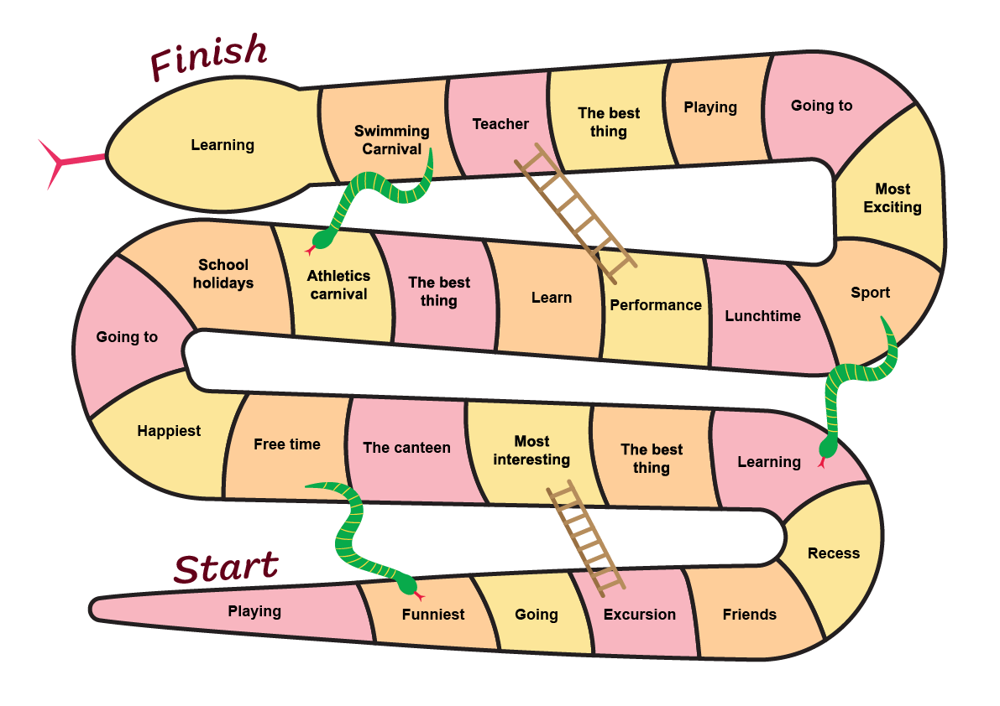 Finish
Learning
Swimming
Carnival
Teacher
The best
thing
Playing
Going to
Most
Exciting
Sport
Lunchtime
Performance
Learn
The best
thing
Athletics
carnival
School
holidays
Going to
Happiest
Free time
The canteen
Most
interesting
The best
thing
Learning
Recess
Friends
Excursion
Going
Funniest
Playing
Start